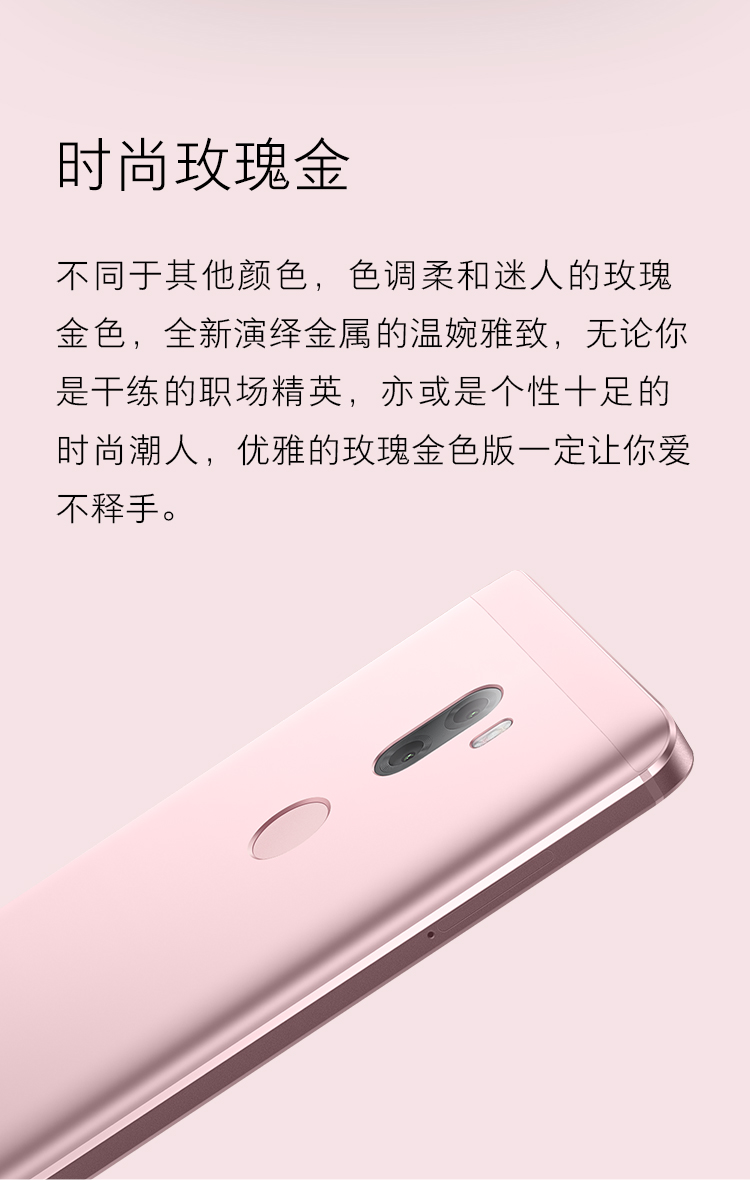 时尚玫瑰金
不同于其他颜色，色调柔和迷人的玫瑰
金色，全新演绎金属的温婉雅致，无论你
是干练的职场精英，亦或是个性十足的
时尚潮人，优雅的玫瑰金色版一定让你爱
不释手。